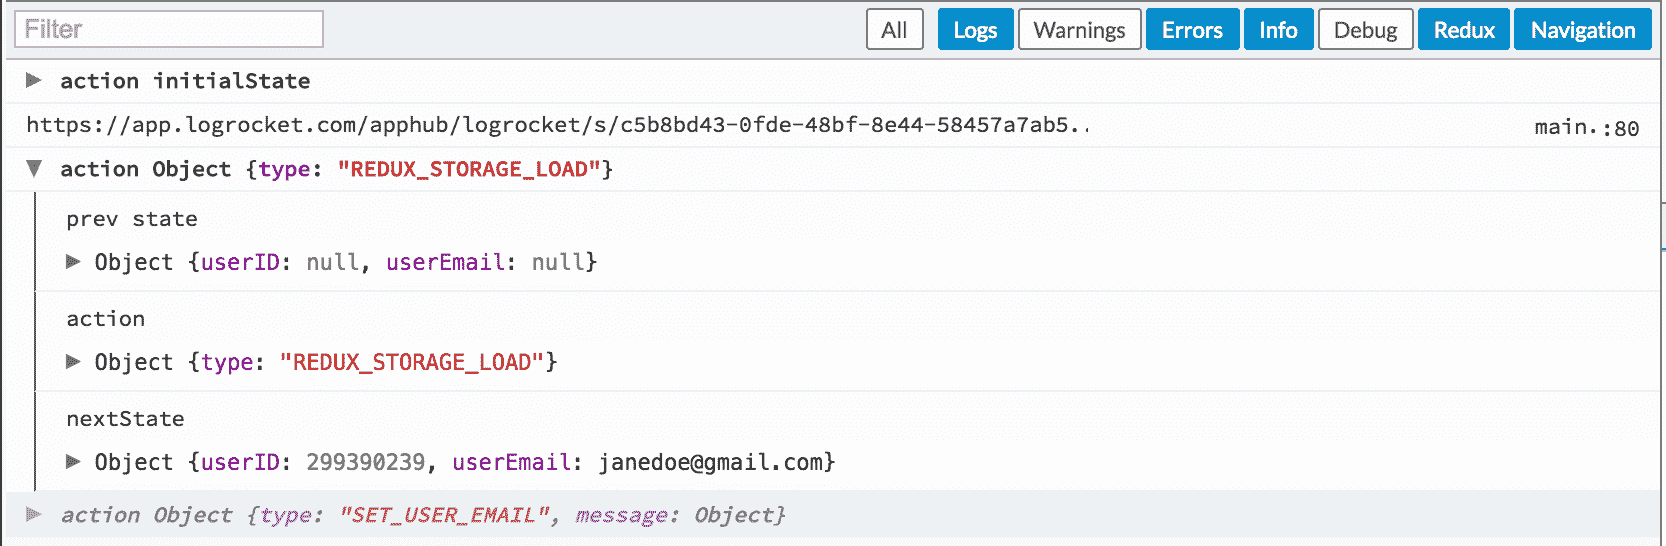 Filter All Logs Warnings Errors Info Debug Redux Navigation
action initialState
https://app.logrocket.com/apphub/logrocket/s/c5b8bd43-0fde-48bf-8e44-58457a7ab5.. main.:80
action Object {type: "REDUX_STORAGE_LOAD"}
prev state
Object {userID: null, userEmail: null}
action
Object {type: "REDUX_STORAGE_LOAD"}
nextState
Object {userID: 299390239, userEmail: janedoe@gmail.com}
action Object {type: "SET_USER_EMAIL", message: Object}